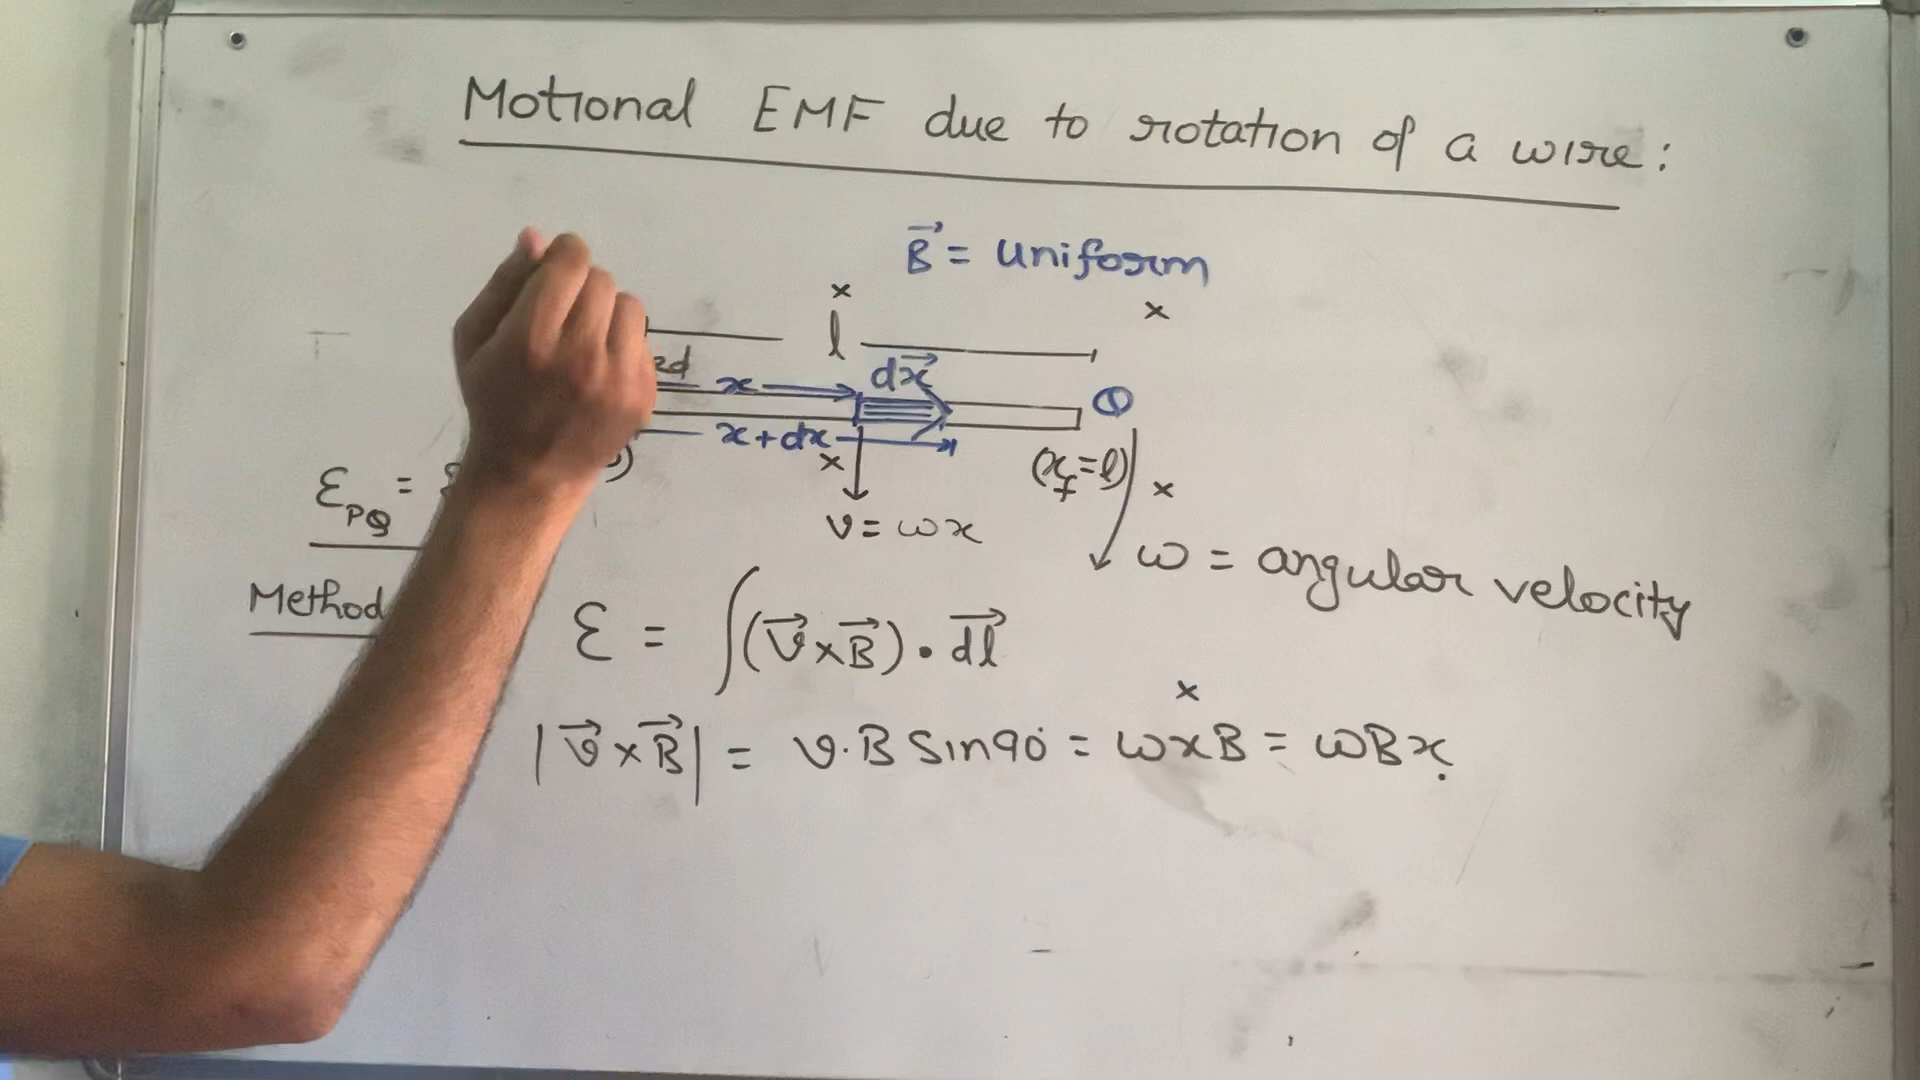 Motional EMF due to rotation of a wire:
B⃗ = uniform
x x
l
dx⃗
x Q
x+dx
x (x_f=l) x
ε_PQ =
v = ωx
ω = angular velocity
Method
ε = ∫(v⃗×B⃗)·dl⃗
x
|v⃗×B⃗| = v.B Sin90° = ωxB = ωBx.